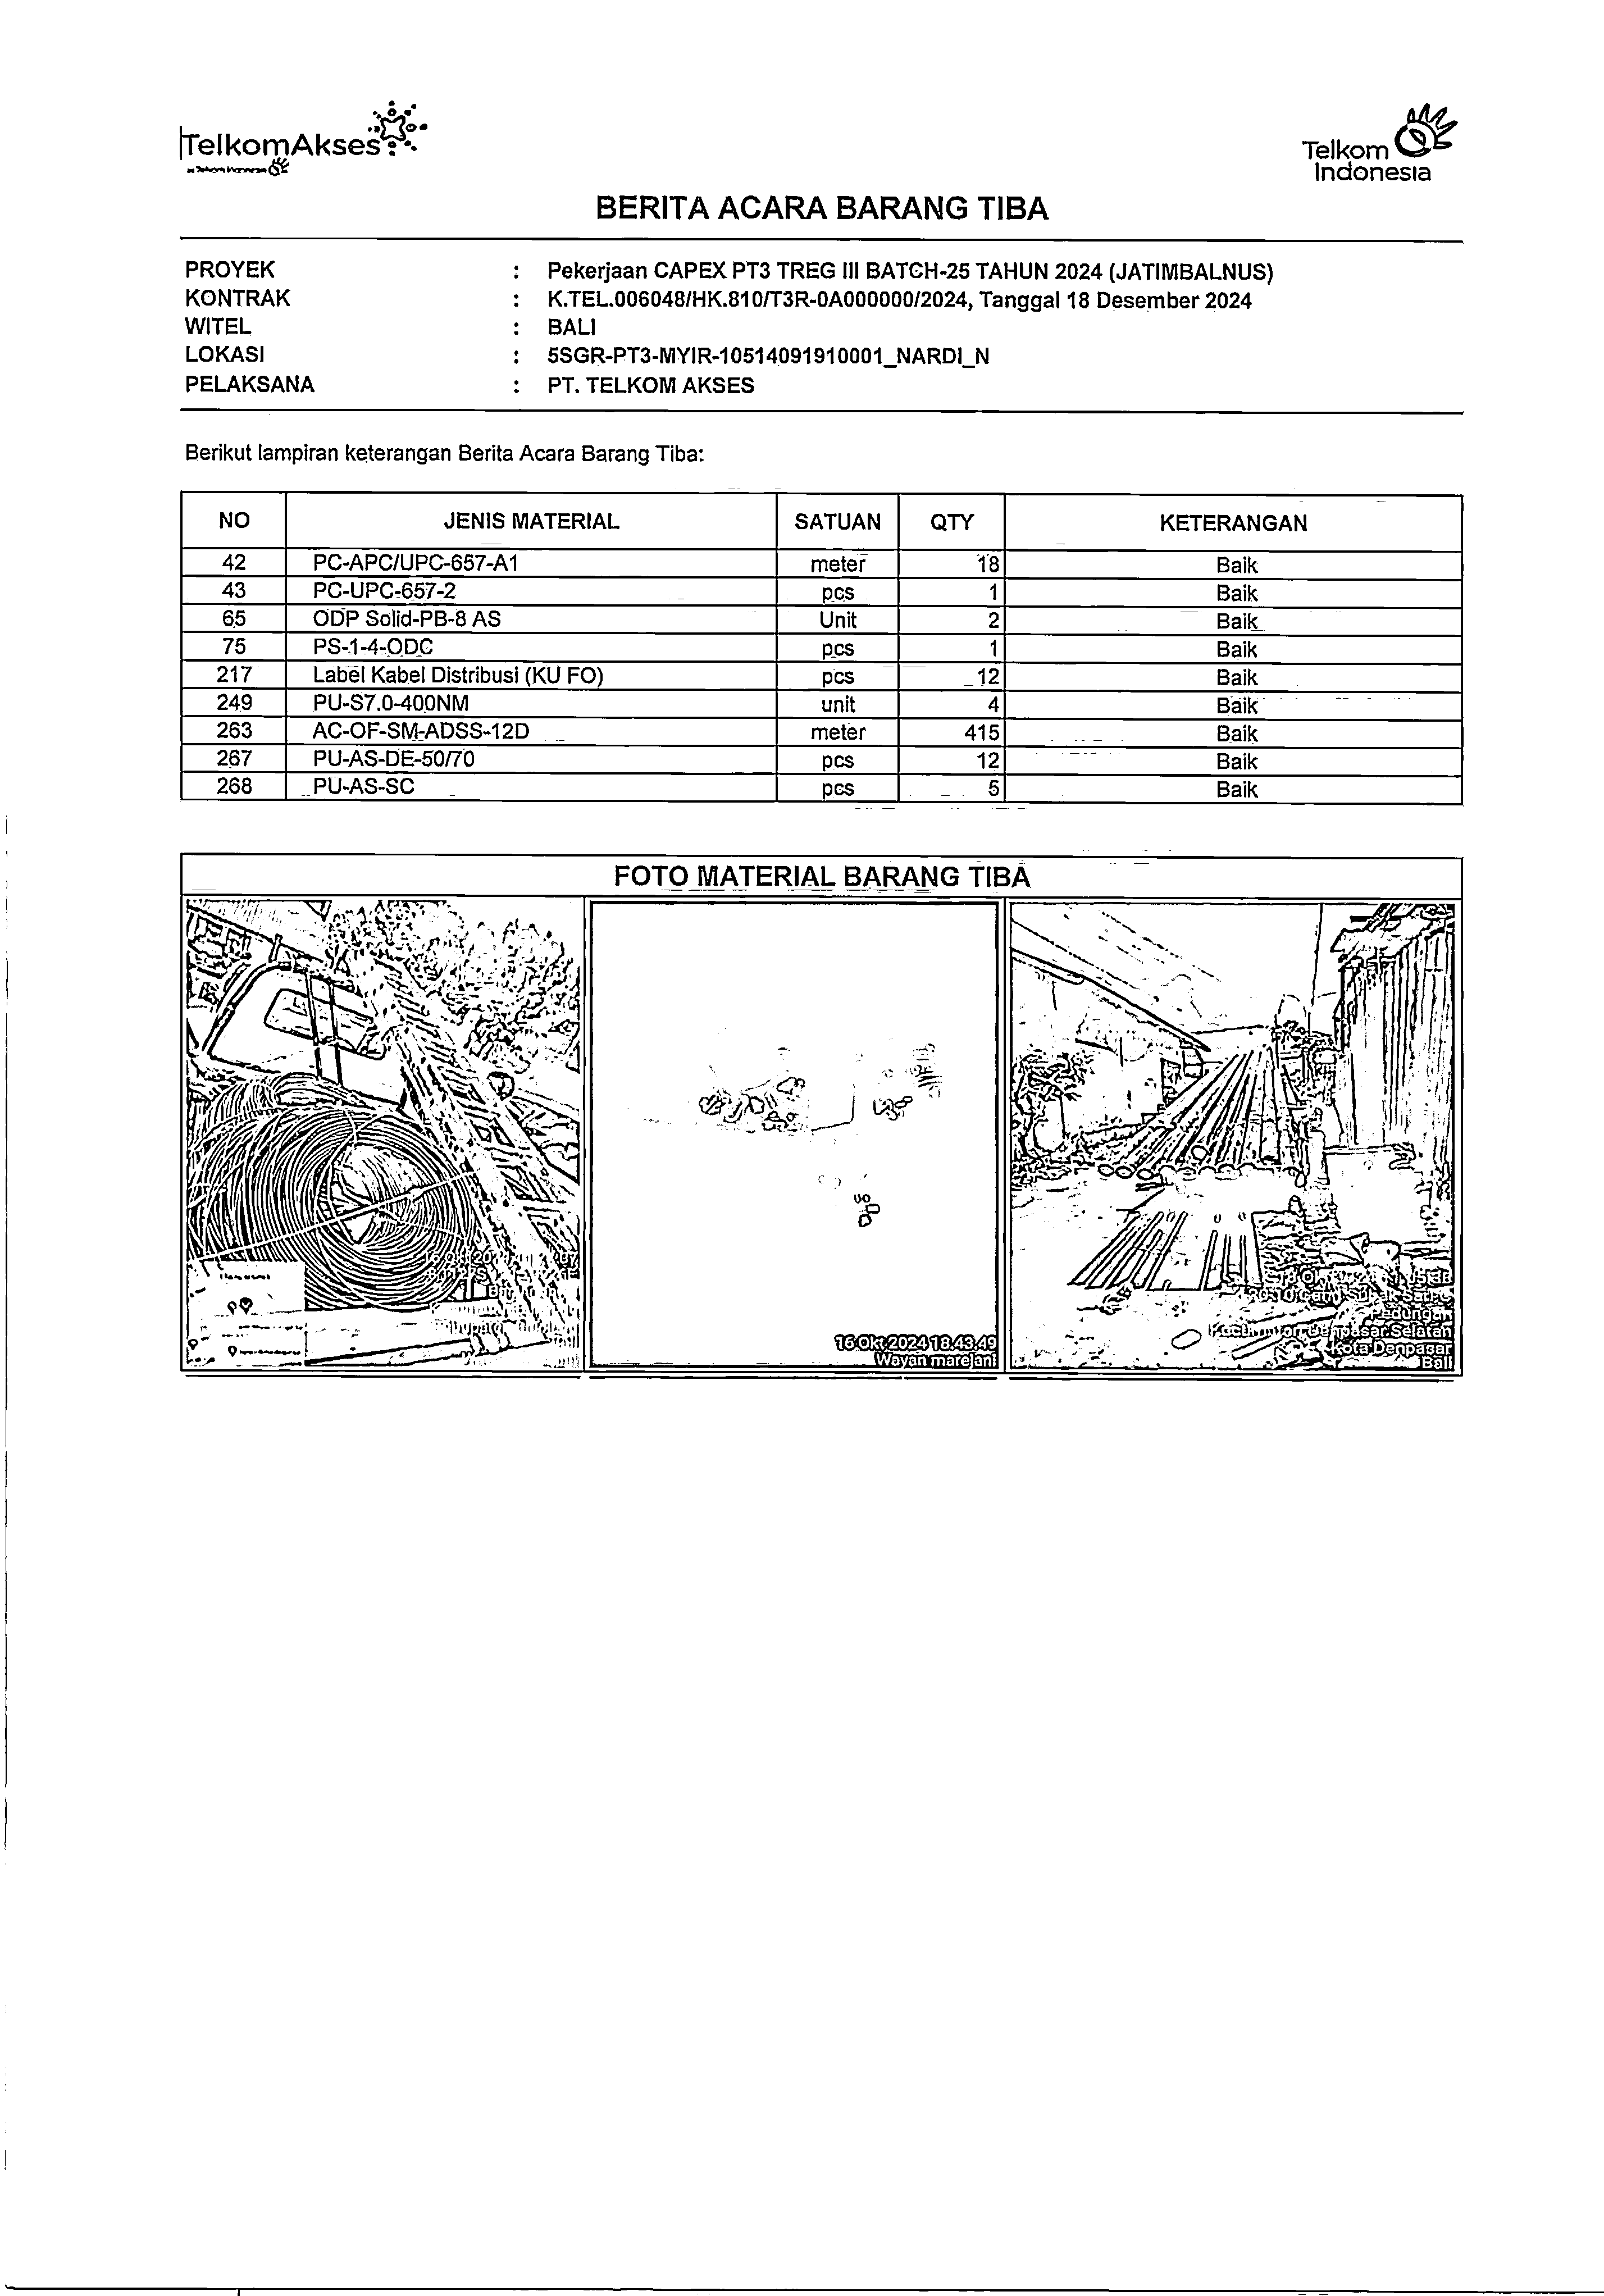 TelkomAkses
Telkom
Indonesia
BERITA ACARA BARANG TIBA
PROYEK : Pekerjaan CAPEX PT3 TREG III BATCH-25 TAHUN 2024 (JATIMBALNUS)
KONTRAK : K.TEL.006048/HK.810/T3R-0A000000/2024, Tanggal 18 Desember 2024
WITEL : BALI
LOKASI : 5SGR-PT3-MYIR-10514091910001_NARDI_N
PELAKSANA : PT. TELKOM AKSES
Berikut lampiran keterangan Berita Acara Barang Tiba:
NO JENIS MATERIAL SATUAN QTY KETERANGAN
42 PC-APC/UPC-657-A1 meter 18 Baik
43 PC-UPC-657-2 pcs 1 Baik
65 ODP Solid-PB-8 AS Unit 2 Baik
75 PS-1-4-ODC pcs 1 Baik
217 Label Kabel Distribusi (KU FO) pcs 12 Baik
249 PU-S7.0-400NM unit 4 Baik
263 AC-OF-SM-ADSS-12D meter 415 Baik
267 PU-AS-DE-50/70 pcs 12 Baik
268 PU-AS-SC pcs 5 Baik
FOTO MATERIAL BARANG TIBA
16 Okt 2024 18.43.49
Wayan marejani
Pedungan
Kecamatan Denpasar Selatan
Kota Denpasar
Bali